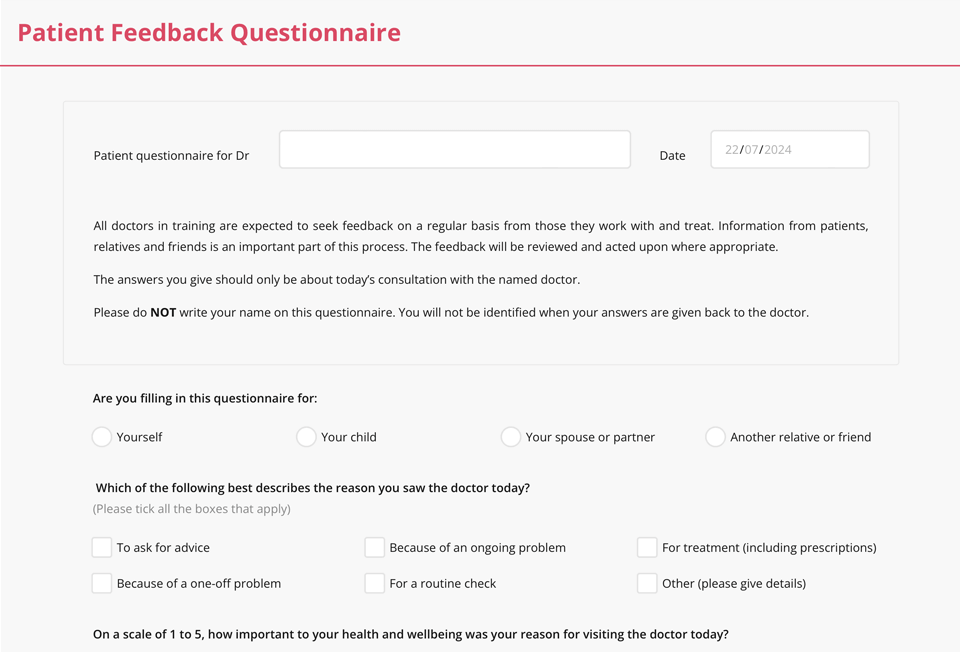 Patient Feedback Questionnaire
Patient questionnaire for Dr
Date
22/07/2024
All doctors in training are expected to seek feedback on a regular basis from those they work with and treat. Information from patients,
relatives and friends is an important part of this process. The feedback will be reviewed and acted upon where appropriate.
The answers you give should only be about today’s consultation with the named doctor.
Please do NOT write your name on this questionnaire. You will not be identified when your answers are given back to the doctor.
Are you filling in this questionnaire for:
Yourself
Your child
Your spouse or partner
Another relative or friend
Which of the following best describes the reason you saw the doctor today?
(Please tick all the boxes that apply)
To ask for advice
Because of an ongoing problem
For treatment (including prescriptions)
Because of a one-off problem
For a routine check
Other (please give details)
On a scale of 1 to 5, how important to your health and wellbeing was your reason for visiting the doctor today?